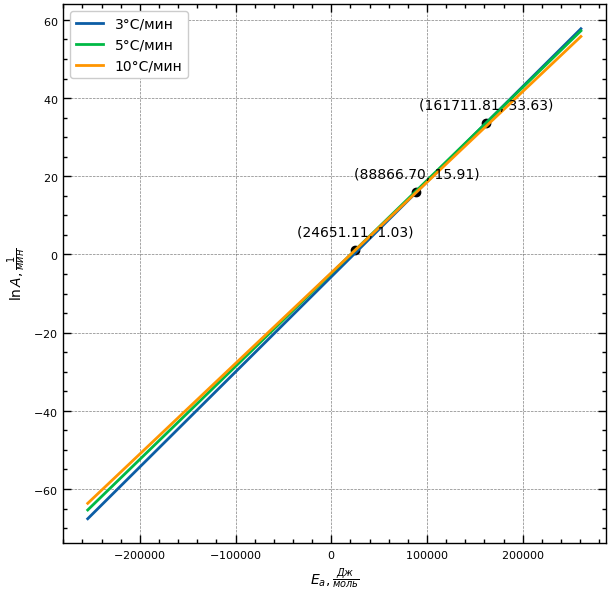 3°C/мин
5°C/мин
10°C/мин
60
40
20
0
−20
−40
−60
(161711.81, 33.63)
(88866.70, 15.91)
(24651.11, 1.03)
ln A, 1/мин
−200000 −100000 0 100000 200000
Eₐ, Дж/моль